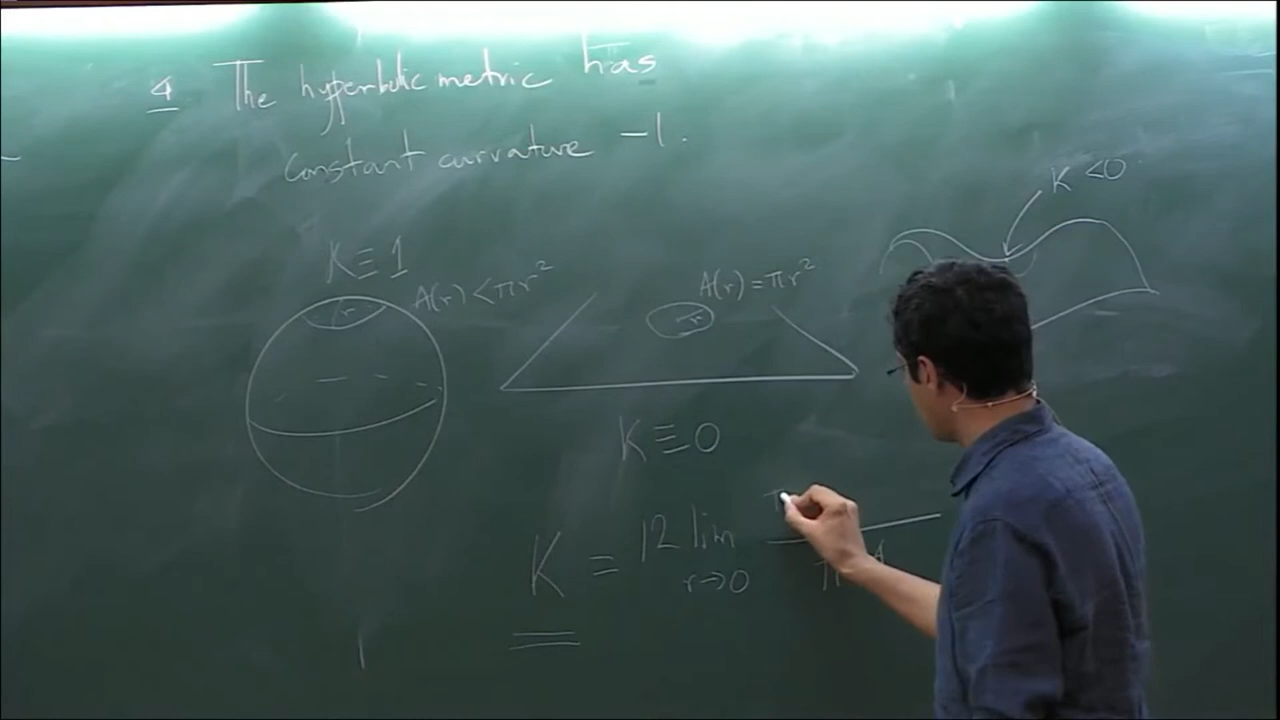 4 The hyperbolic metric has
constant curvature -1.
K<0
K≡1
A(r)<πr²
A(r)=πr²
r
r
K≡0
K = 12 lim
r→0